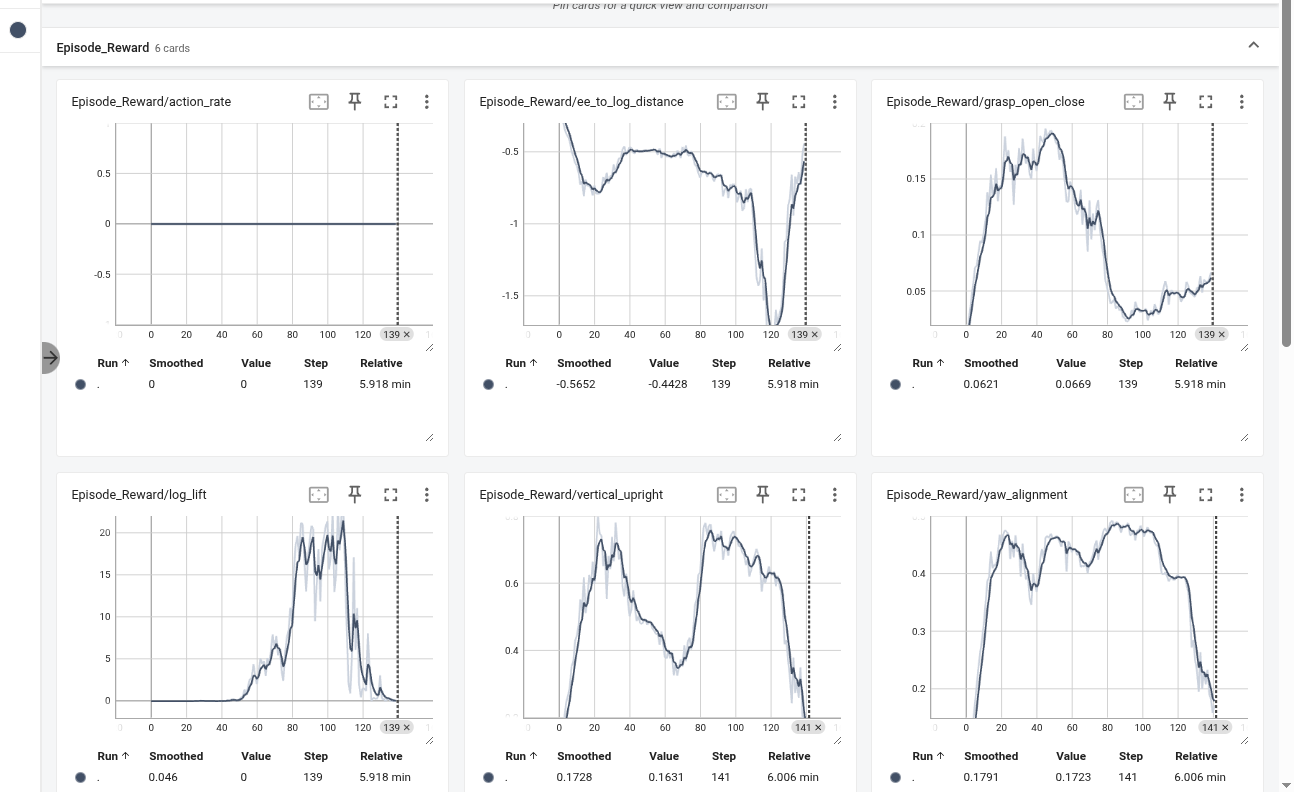 Pin cards for a quick view and comparison
Episode_Reward 6 cards
Episode_Reward/action_rate
0.5
0
-0.5
0 20 40 60 80 100 120 139 ×
Run ↑ Smoothed Value Step Relative
. 0 0 139 5.918 min
Episode_Reward/ee_to_log_distance
-0.5
-1
-1.5
0 20 40 60 80 100 120 139 ×
Run ↑ Smoothed Value Step Relative
. -0.5652 -0.4428 139 5.918 min
Episode_Reward/grasp_open_close
0.15
0.1
0.05
0 20 40 60 80 100 120 139 ×
Run ↑ Smoothed Value Step Relative
. 0.0621 0.0669 139 5.918 min
Episode_Reward/log_lift
20
15
10
5
0
0 20 40 60 80 100 120 139 ×
Run ↑ Smoothed Value Step Relative
. 0.046 0 139 5.918 min
Episode_Reward/vertical_upright
0.6
0.4
0 20 40 60 80 100 120 141 ×
Run ↑ Smoothed Value Step Relative
. 0.1728 0.1631 141 6.006 min
Episode_Reward/yaw_alignment
0.4
0.3
0.2
0 20 40 60 80 100 120 141 ×
Run ↑ Smoothed Value Step Relative
. 0.1791 0.1723 141 6.006 min